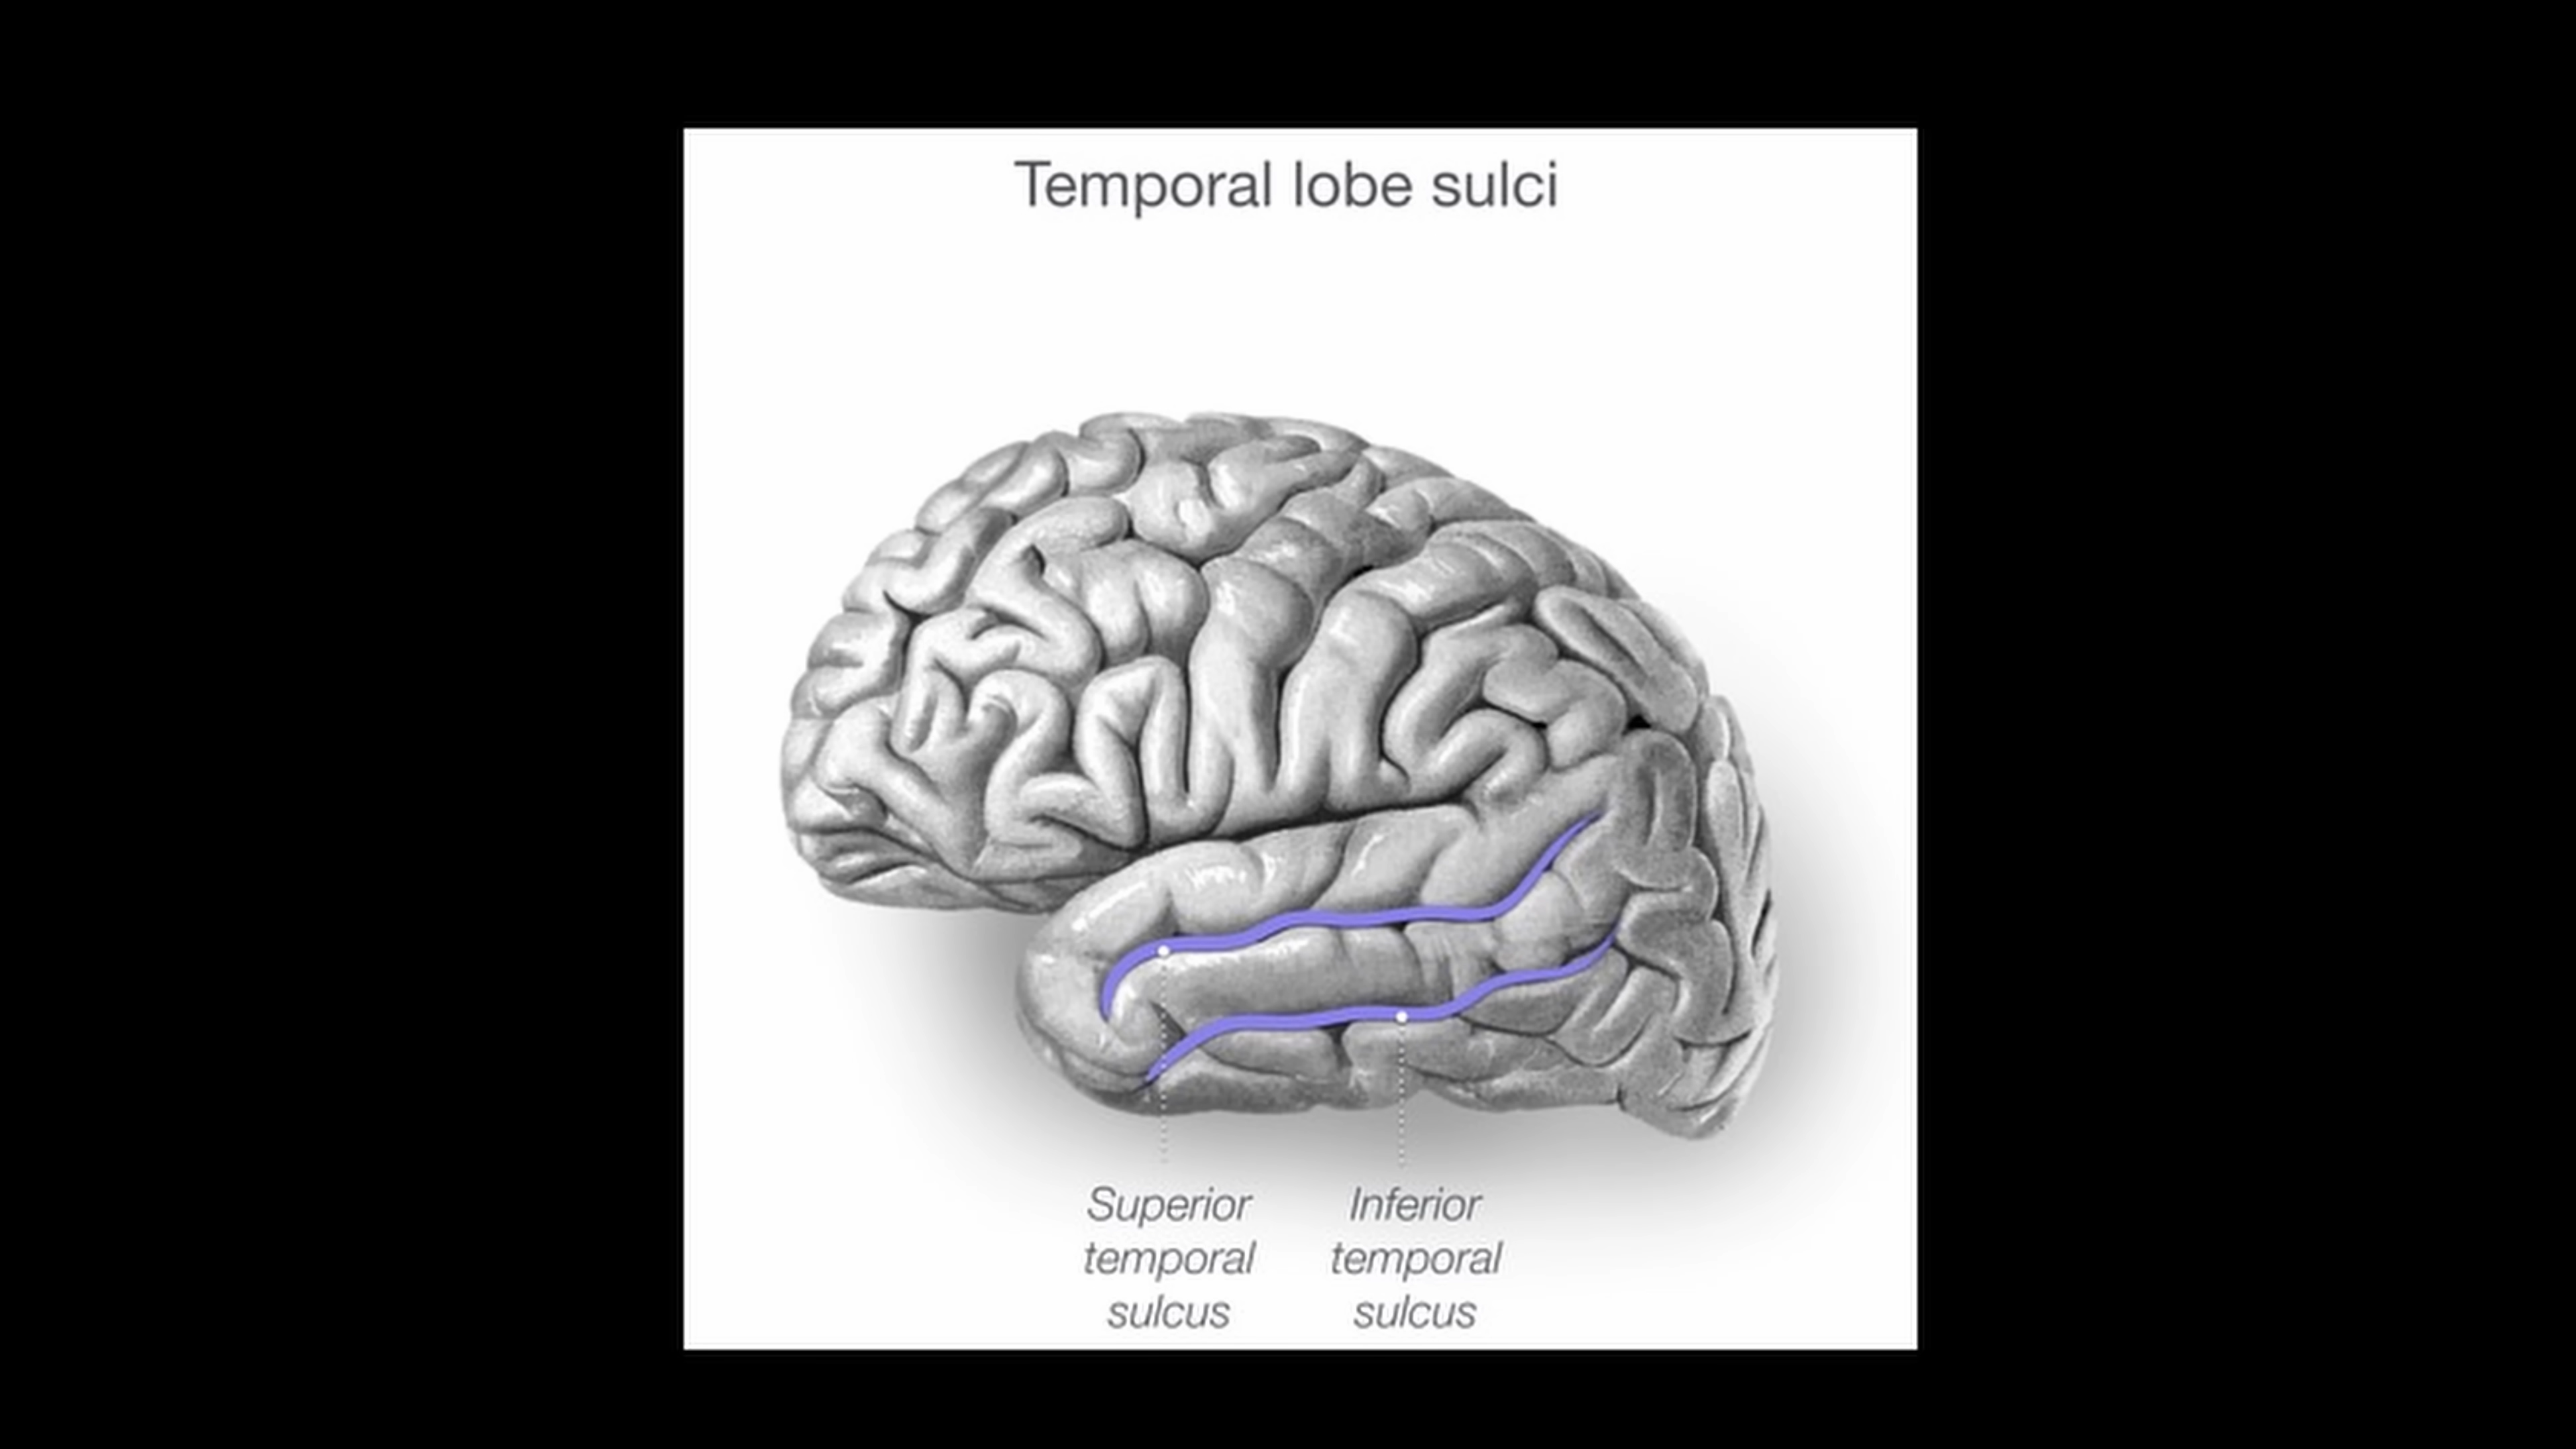 Temporal lobe sulci
Superior
temporal
sulcus
Inferior
temporal
sulcus